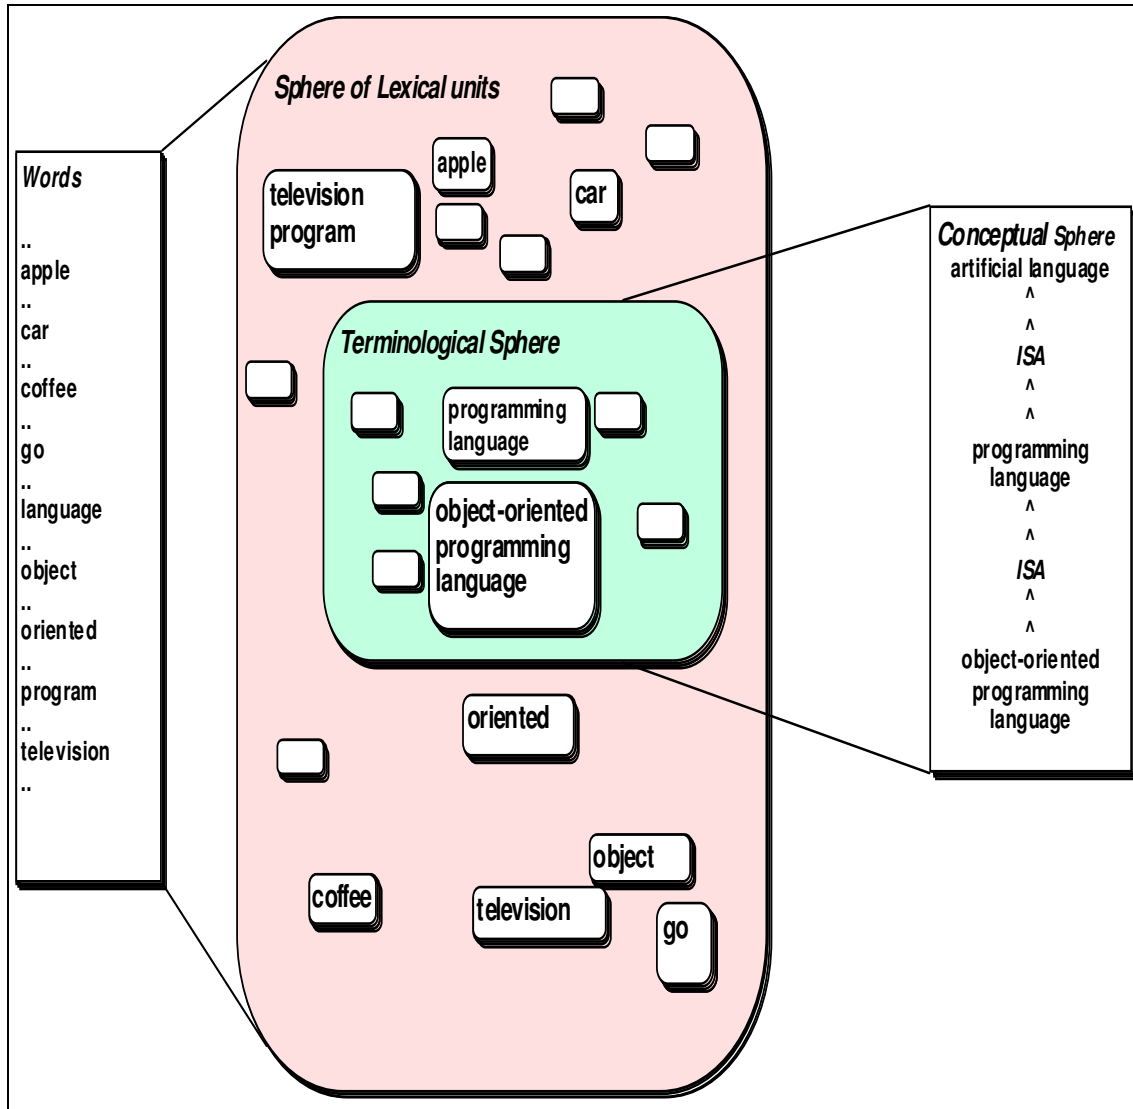 Words
..
apple
..
car
..
coffee
..
go
..
language
..
object
..
oriented
..
program
..
television
..
Sphere of Lexical units
apple
television
program
car
Terminological Sphere
programming
language
object-oriented
programming
language
oriented
object
coffee
television
go
Conceptual Sphere
artificial language
^
^
ISA
^
^
programming
language
^
^
ISA
^
^
object-oriented
programming
language